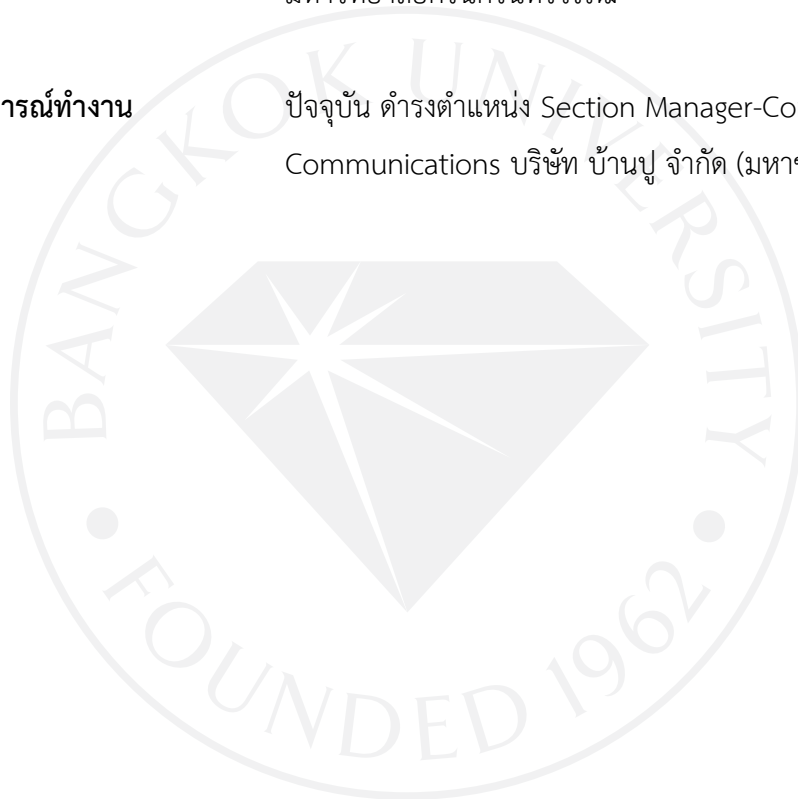 ารณ์ทำงาน ปัจจุบัน ดำรงตำแหน่ง Section Manager-Co
Communications บริษัท บ้านปู จำกัด (มหาช
BANGKOK UNIVERSITY
FOUNDED 1962